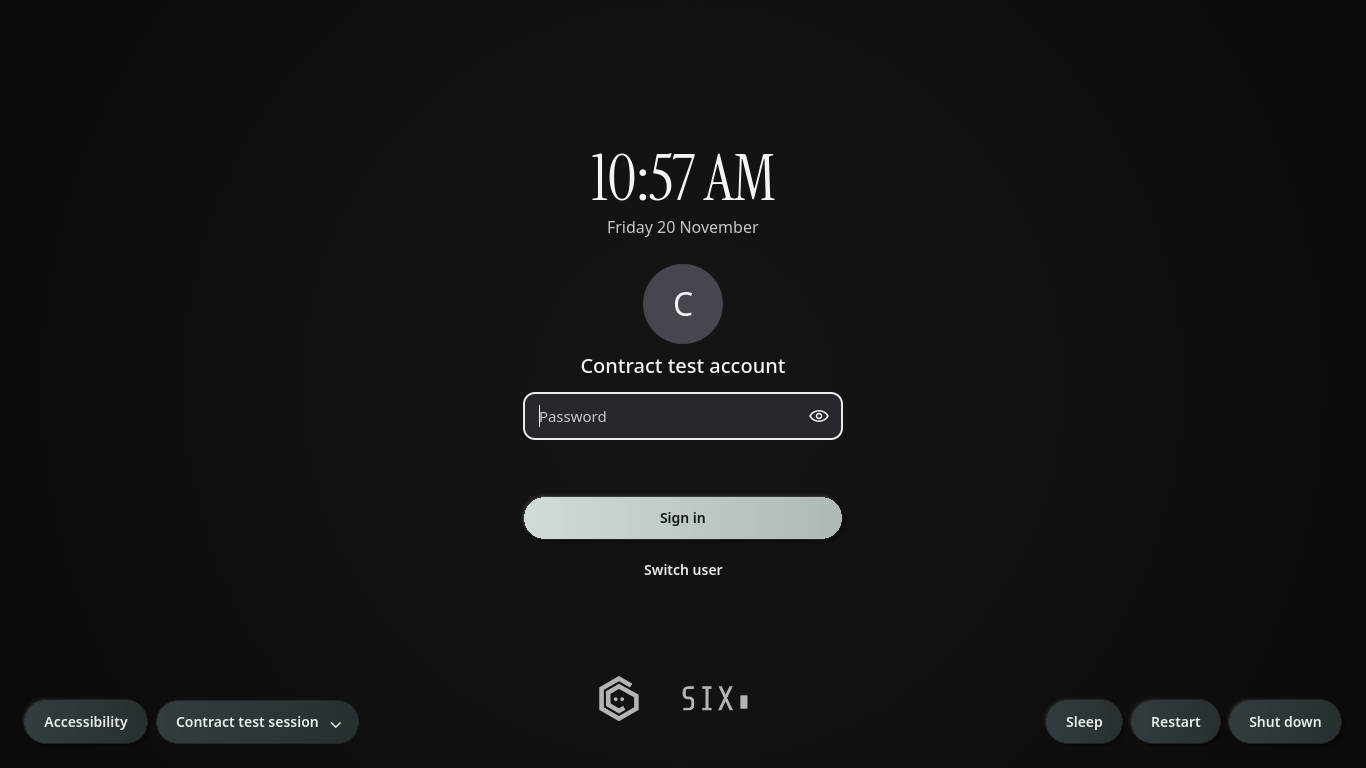 10:57 AM
Friday 20 November
C
Contract test account
Password
Sign in
Switch user
SIX
Accessibility
Contract test session
Sleep
Restart
Shut down